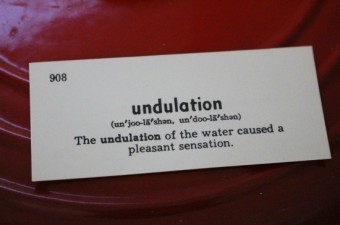 908
undulation
(un'joo-lā'shən, un'doo-lā'shən)
The undulation of the water caused a
pleasant sensation.